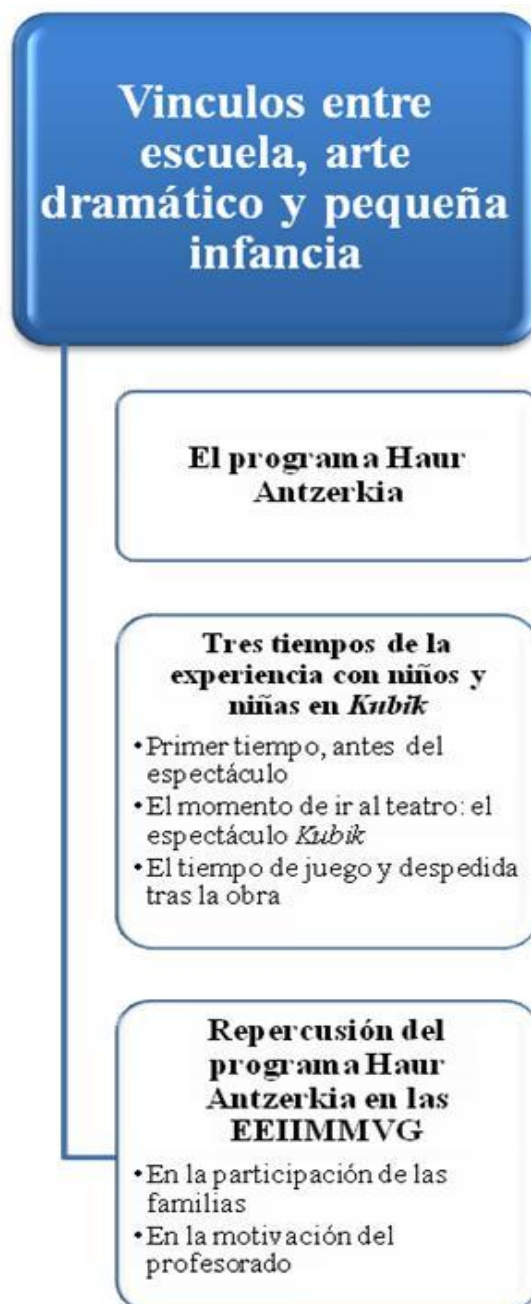 Vinculos entre
escuela, arte
dramático y pequeña
infancia
El programa Haur
Antzerkia
Tres tiempos de la
experiencia con niños y
niñas en Kubik
•Primer tiempo, antes del
espectáculo
•El momento de ir al teatro: el
espectáculo Kubik
•El tiempo de juego y despedida
tras la obra
Repercusión del
programa Haur
Antzerkia en las
EEIIMMVG
•En la participación de las
familias
•En la motivación del
profesorado